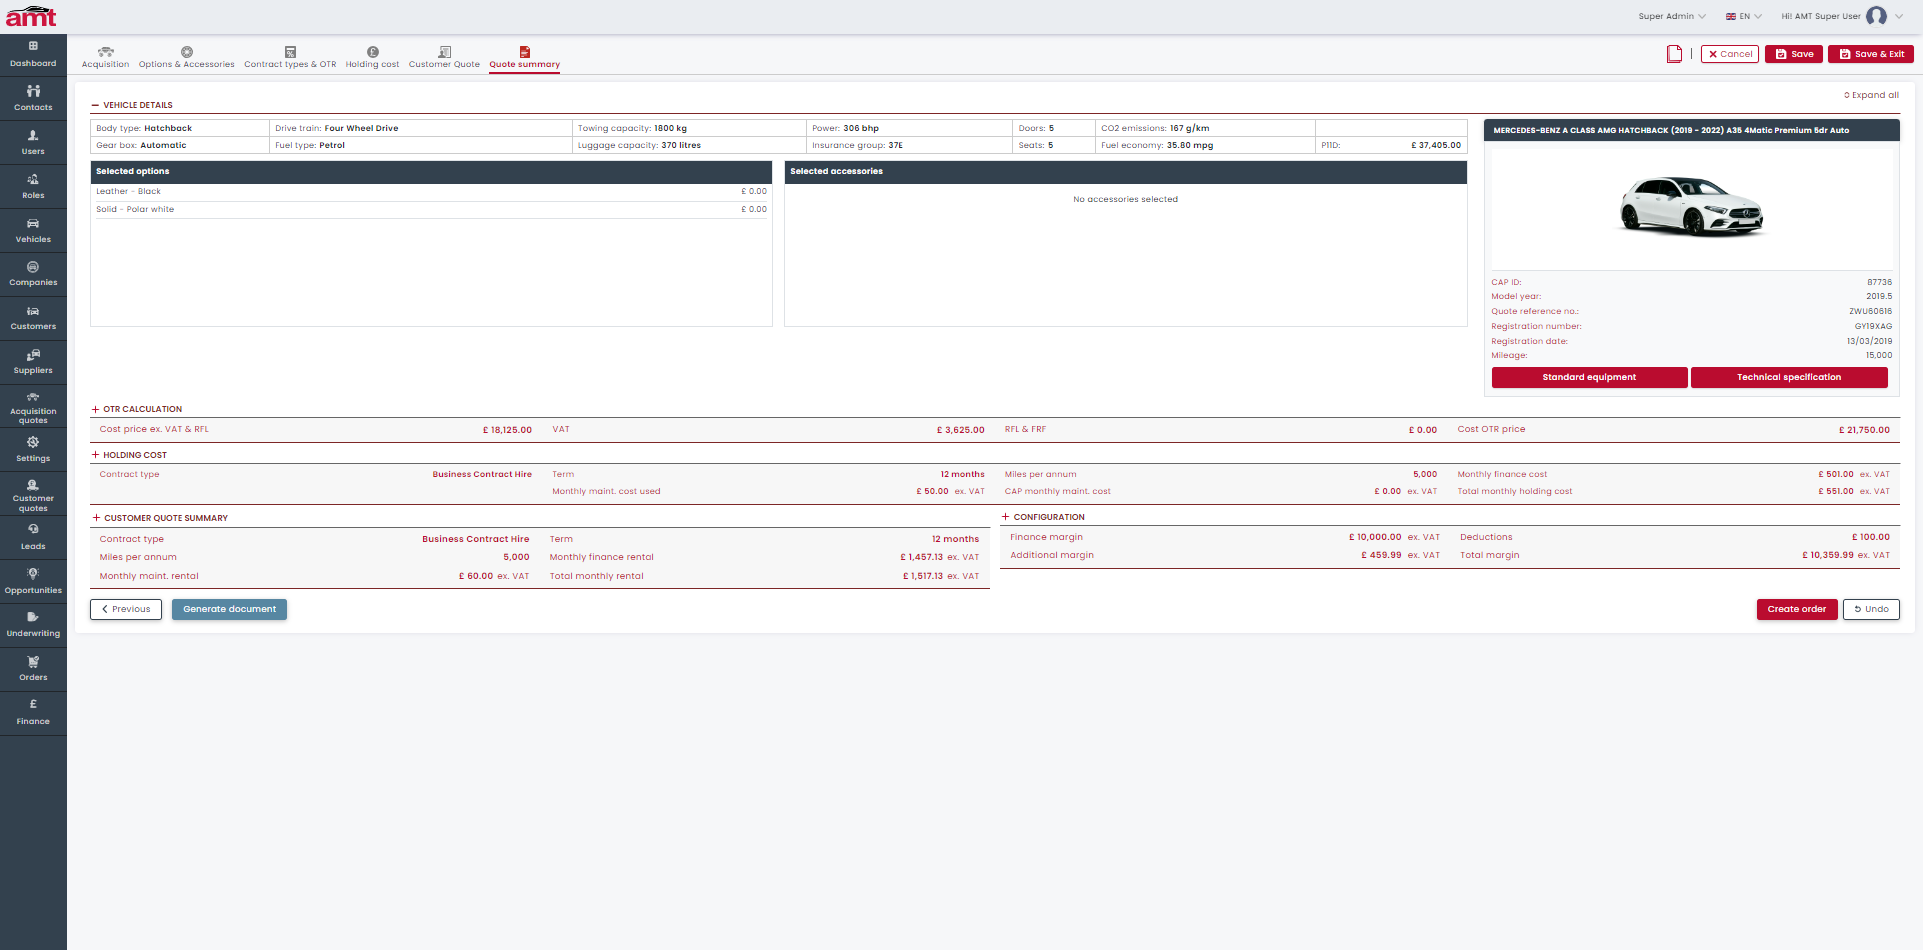 amt
Super Admin
EN
Hi! AMT Super User
Dashboard
Contacts
Users
Roles
Vehicles
Companies
Customers
Suppliers
Acquisition
quotes
Settings
Customer
quotes
Leads
Opportunities
Underwriting
Orders
£
Finance
Acquisition
Options & Accessories
Contract types & OTR
Holding cost
Customer Quote
Quote summary
Cancel
Save
Save & Exit
Expand all
VEHICLE DETAILS
Body type: Hatchback
Drive train: Four Wheel Drive
Towing capacity: 1800 kg
Power: 306 bhp
Doors: 5
CO2 emissions: 167 g/km
Gear box: Automatic
Fuel type: Petrol
Luggage capacity: 370 litres
Insurance group: 37E
Seats: 5
Fuel economy: 35.80 mpg
P11D: £ 37,405.00
Selected options
Leather - Black £ 0.00
Solid - Polar white £ 0.00
Selected accessories
No accessories selected
MERCEDES-BENZ A CLASS AMG HATCHBACK (2019 - 2022) A35 4Matic Premium 5dr Auto
CAP ID: 87736
Model year: 2019.5
Quote reference no.: ZWU60616
Registration number: GY19XAG
Registration date: 13/03/2019
Mileage: 15,000
Standard equipment
Technical specification
OTR CALCULATION
Cost price ex. VAT & RFL £ 18,125.00
VAT £ 3,625.00
RFL & FRF £ 0.00
Cost OTR price £ 21,750.00
HOLDING COST
Contract type Business Contract Hire
Term 12 months
Miles per annum 5,000
Monthly finance cost £ 501.00 ex. VAT
Monthly maint. cost used £ 50.00 ex. VAT
CAP monthly maint. cost £ 0.00 ex. VAT
Total monthly holding cost £ 551.00 ex. VAT
CUSTOMER QUOTE SUMMARY
Contract type Business Contract Hire
Term 12 months
Miles per annum 5,000
Monthly finance rental £ 1,457.13 ex. VAT
Monthly maint. rental £ 60.00 ex. VAT
Total monthly rental £ 1,517.13 ex. VAT
CONFIGURATION
Finance margin £ 10,000.00 ex. VAT
Deductions £ 100.00
Additional margin £ 459.99 ex. VAT
Total margin £ 10,359.99 ex. VAT
Previous
Generate document
Create order
Undo